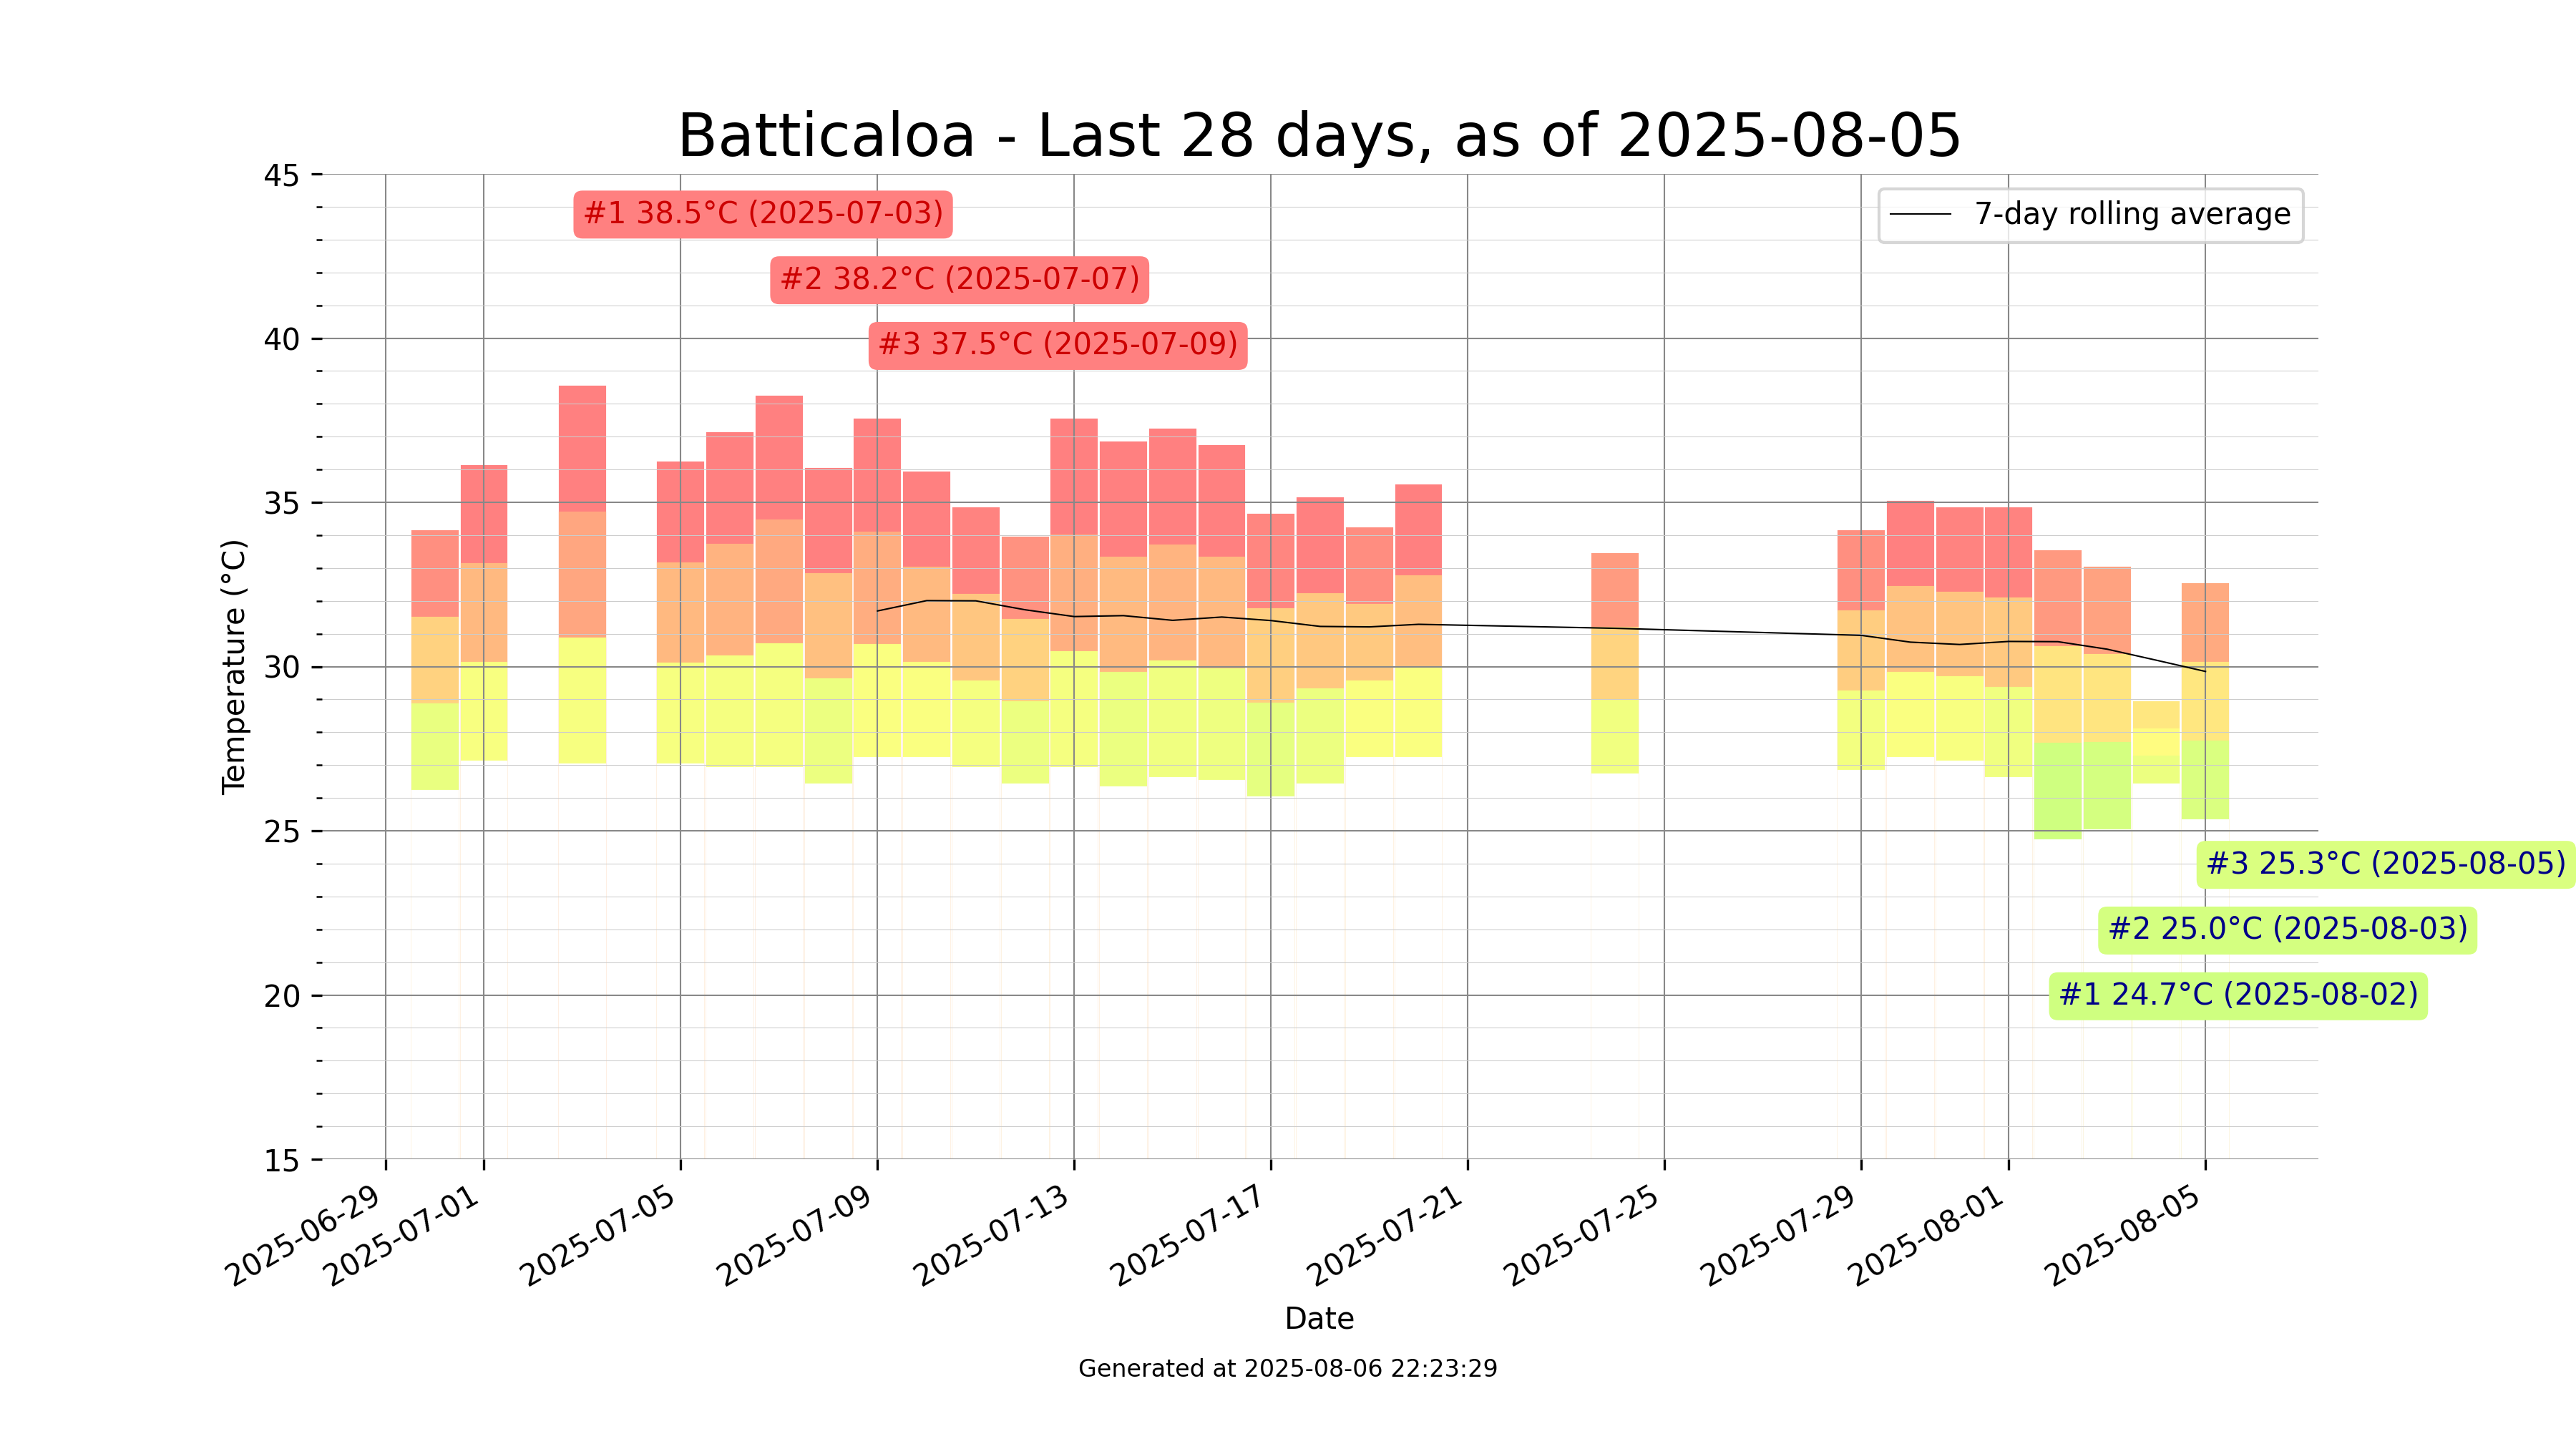 Batticaloa - Last 28 days, as of 2025-08-05
7-day rolling average
#1 38.5°C (2025-07-03)
#2 38.2°C (2025-07-07)
#3 37.5°C (2025-07-09)
#3 25.3°C (2025-08-05)
#2 25.0°C (2025-08-03)
#1 24.7°C (2025-08-02)
Temperature (°C)
45
40
35
30
25
20
15
2025-06-29
2025-07-01
2025-07-05
2025-07-09
2025-07-13
2025-07-17
2025-07-21
2025-07-25
2025-07-29
2025-08-01
2025-08-05
Date
Generated at 2025-08-06 22:23:29